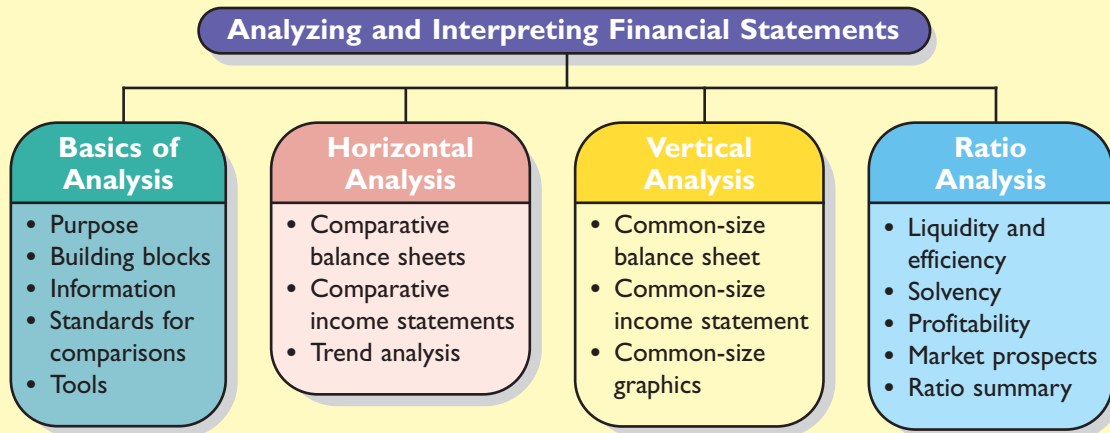 Analyzing and Interpreting Financial Statements
Basics of
Analysis
• Purpose
• Building blocks
• Information
• Standards for
comparisons
• Tools
Horizontal
Analysis
• Comparative
balance sheets
• Comparative
income statements
• Trend analysis
Vertical
Analysis
• Common-size
balance sheet
• Common-size
income statement
• Common-size
graphics
Ratio
Analysis
• Liquidity and
efficiency
• Solvency
• Profitability
• Market prospects
• Ratio summary